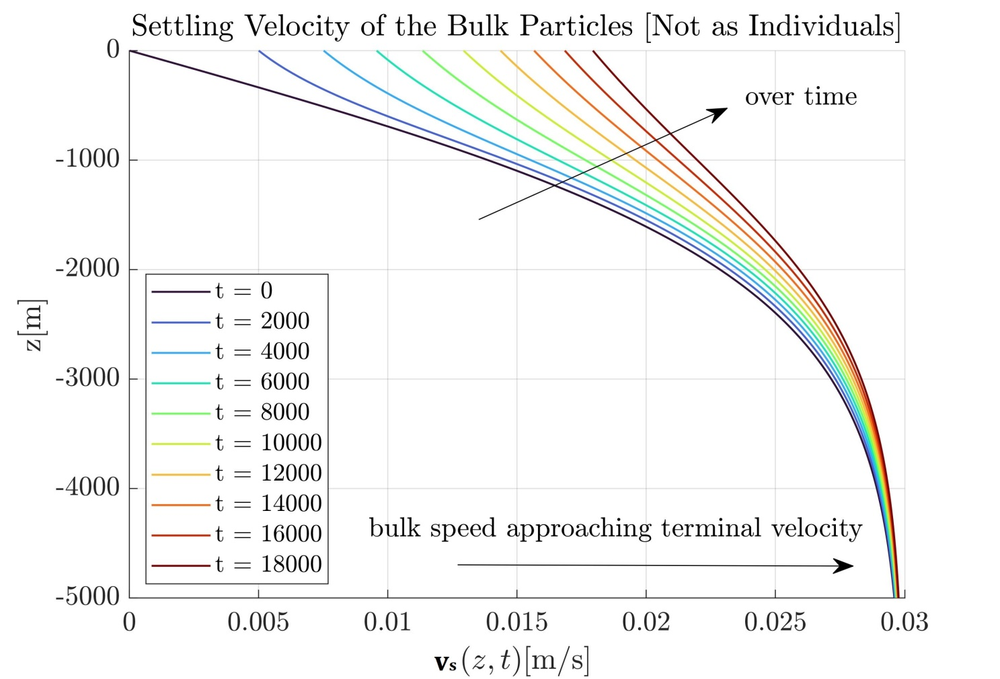 Settling Velocity of the Bulk Particles [Not as Individuals]
0
-1000
-2000
-3000
-4000
-5000
z[m]
over time
t = 0
t = 2000
t = 4000
t = 6000
t = 8000
t = 10000
t = 12000
t = 14000
t = 16000
t = 18000
bulk speed approaching terminal velocity
0 0.005 0.01 0.015 0.02 0.025 0.03
vₛ(z, t)[m/s]